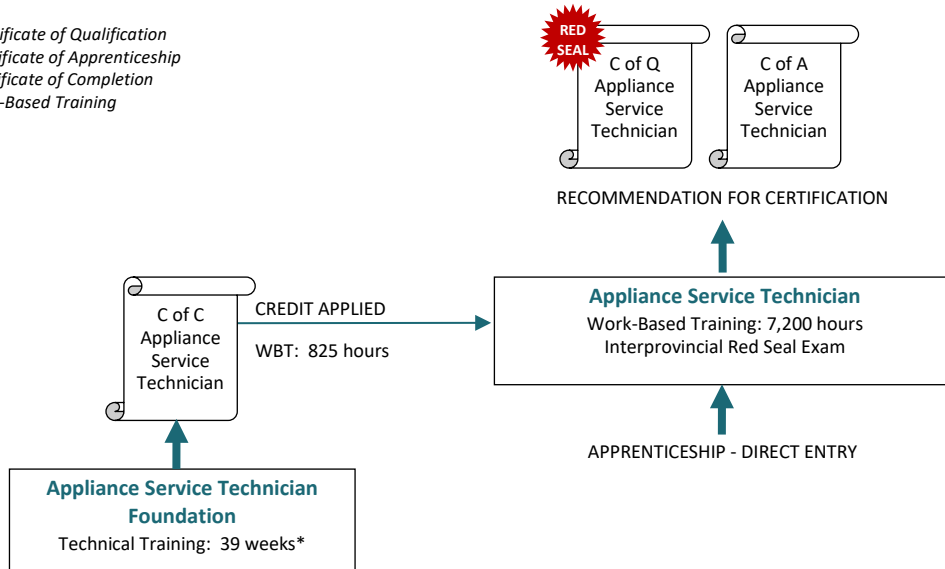 ificate of Qualification
ificate of Apprenticeship
ificate of Completion
-Based Training
RED
SEAL
C of Q
Appliance
Service
Technician
C of A
Appliance
Service
Technician
RECOMMENDATION FOR CERTIFICATION
C of C
Appliance
Service
Technician
CREDIT APPLIED
WBT: 825 hours
Appliance Service Technician
Work-Based Training: 7,200 hours
Interprovincial Red Seal Exam
APPRENTICESHIP - DIRECT ENTRY
Appliance Service Technician
Foundation
Technical Training: 39 weeks*